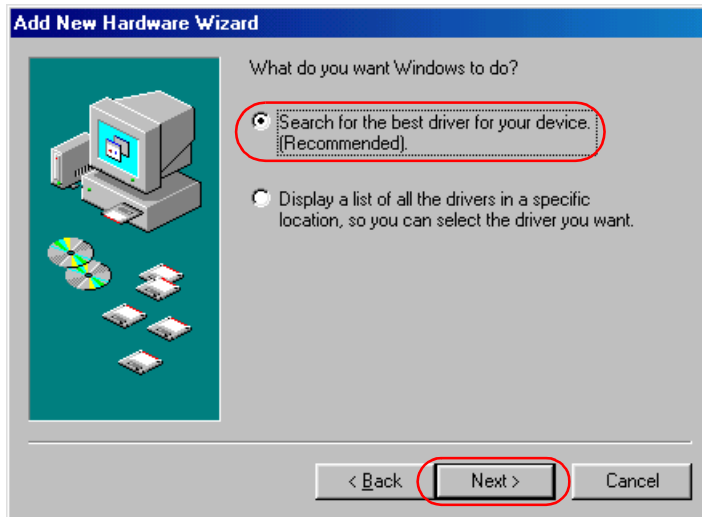 Add New Hardware Wizard
What do you want Windows to do?
Search for the best driver for your device.
(Recommended).
Display a list of all the drivers in a specific
location, so you can select the driver you want.
< Back
Next >
Cancel